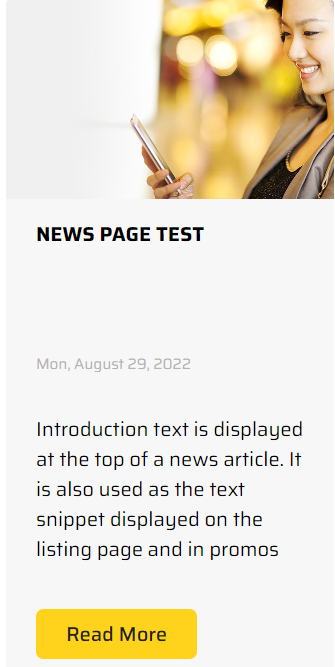 NEWS PAGE TEST
Mon, August 29, 2022
Introduction text is displayed
at the top of a news article. It
is also used as the text
snippet displayed on the
listing page and in promos
Read More